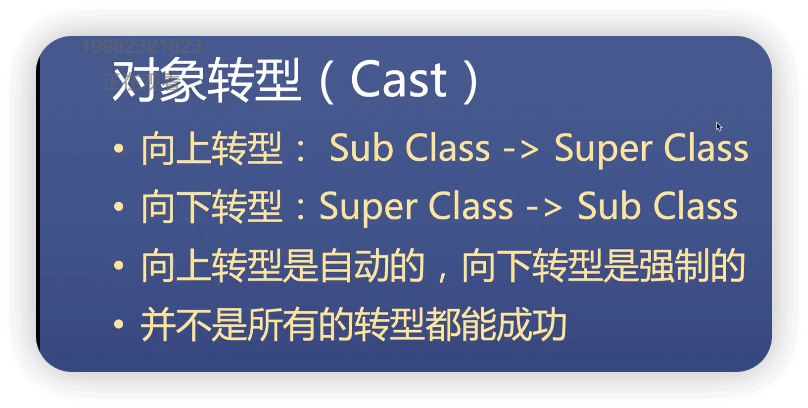 19962321623
对象转型（Cast）
• 向上转型： Sub Class -> Super Class
• 向下转型：Super Class -> Sub Class
• 向上转型是自动的，向下转型是强制的
• 并不是所有的转型都能成功